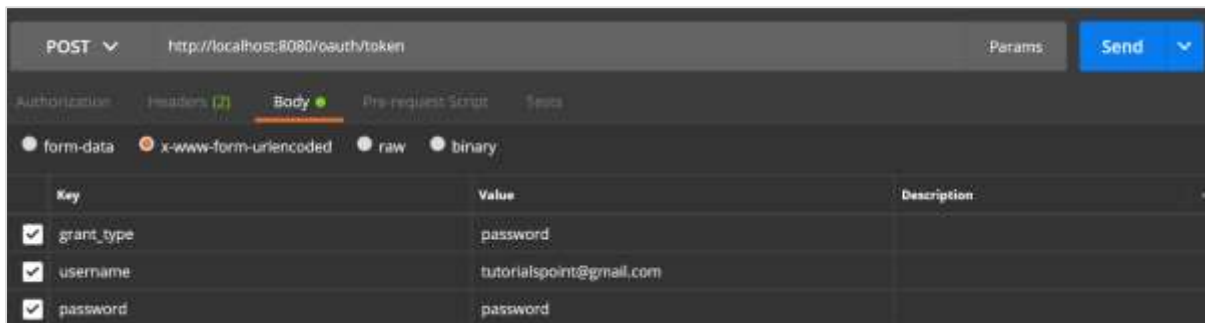 POST http://localhost:8080/oauth/token Params Send
Authorization Headers (2) Body Pre-request Script Tests
form-data x-www-form-urlencoded raw binary
Key Value Description
grant_type password
username tutorialspoint@gmail.com
password password